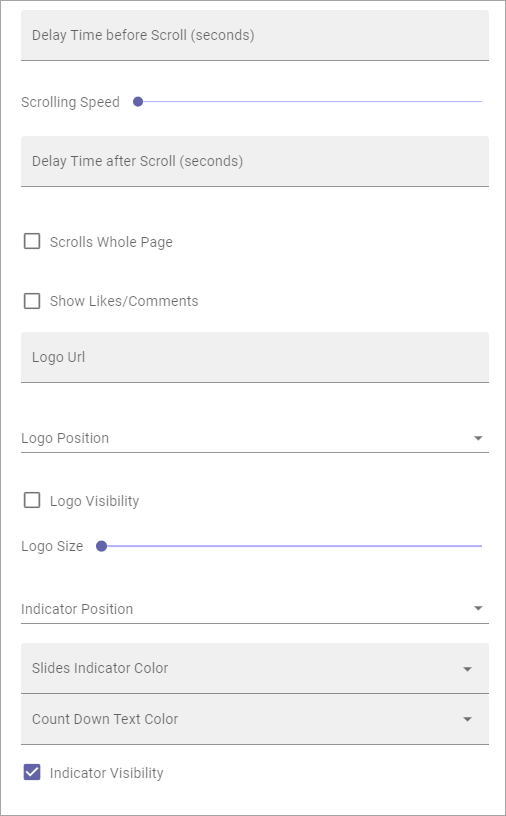 Delay Time before Scroll (seconds)
Scrolling Speed
Delay Time after Scroll (seconds)
Scrolls Whole Page
Show Likes/Comments
Logo Url
Logo Position
Logo Visibility
Logo Size
Indicator Position
Slides Indicator Color
Count Down Text Color
Indicator Visibility